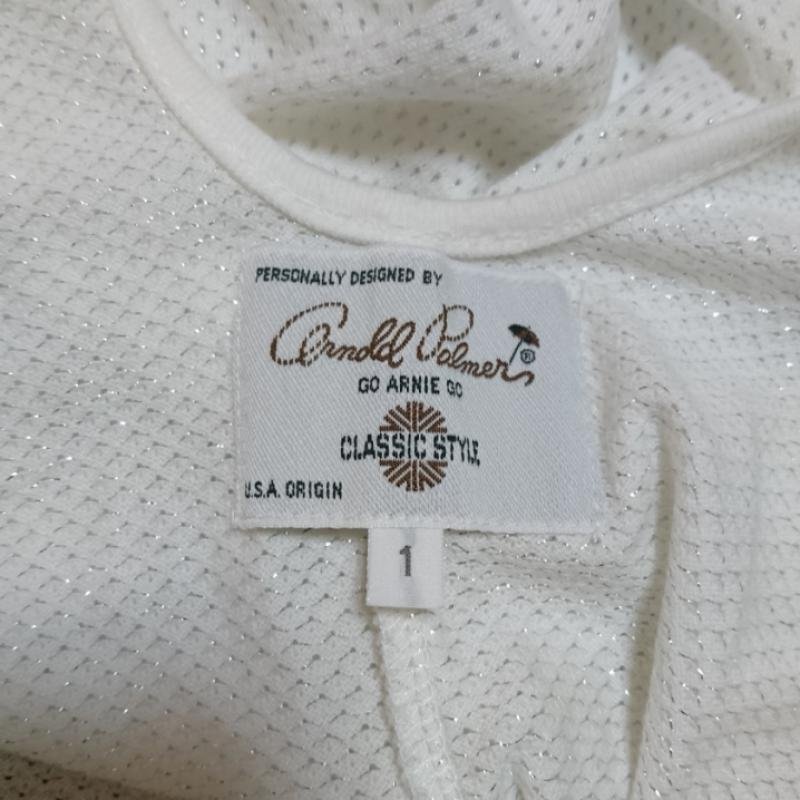 PERSONALLY DESIGNED BY
Arnold Palmer ®
GO ARNIE GO
CLASSIC STYLE
U.S.A. ORIGIN
1